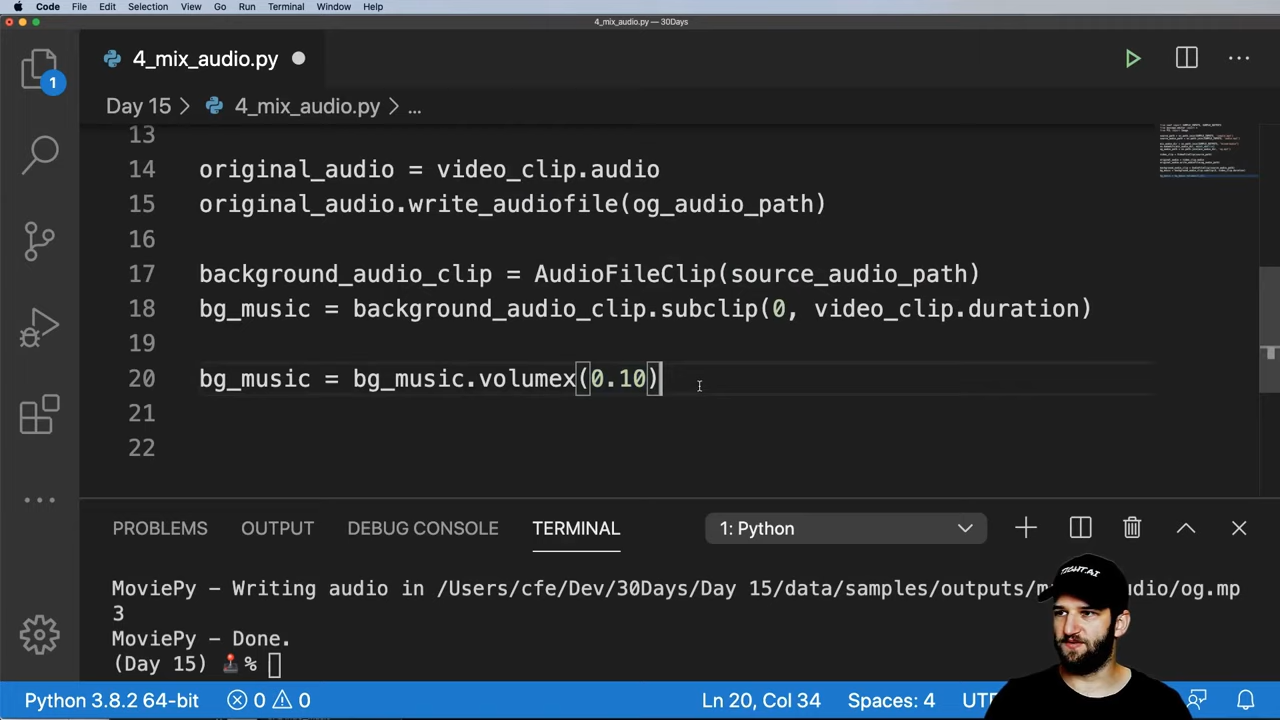 Code File Edit Selection View Go Run Terminal Window Help
4_mix_audio.py — 30Days
1
4_mix_audio.py
Day 15 > 4_mix_audio.py > ...
13
14 original_audio = video_clip.audio
15 original_audio.write_audiofile(og_audio_path)
16
17 background_audio_clip = AudioFileClip(source_audio_path)
18 bg_music = background_audio_clip.subclip(0, video_clip.duration)
19
20 bg_music = bg_music.volumex(0.10)
21
22
PROBLEMS OUTPUT DEBUG CONSOLE TERMINAL 1: Python
MoviePy – Writing audio in /Users/cfe/Dev/30Days/Day 15/data/samples/outputs/m udio/og.mp
3
MoviePy – Done.
(Day 15) 🕹️%
Python 3.8.2 64-bit 0 0 Ln 20, Col 34 Spaces: 4 UTF